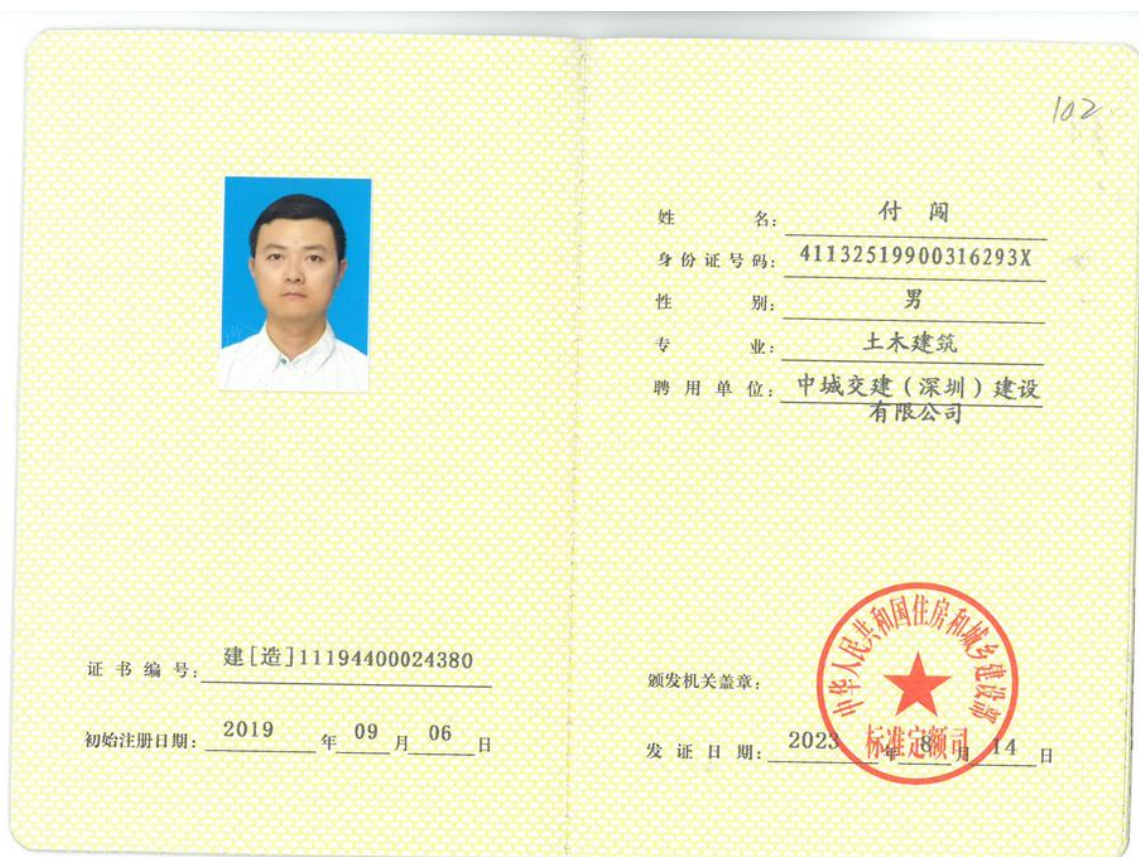 102
姓名：付 闯
身份证号码：41132519900316293X
性别：男
专业：土木建筑
聘用单位：中城交建（深圳）建设
有限公司
证书编号：建[造]11194400024380
初始注册日期：2019年09月06日
颁发机关盖章：
中华人民共和国住房和城乡建设部
标准定额司
发证日期：2023年8月14日